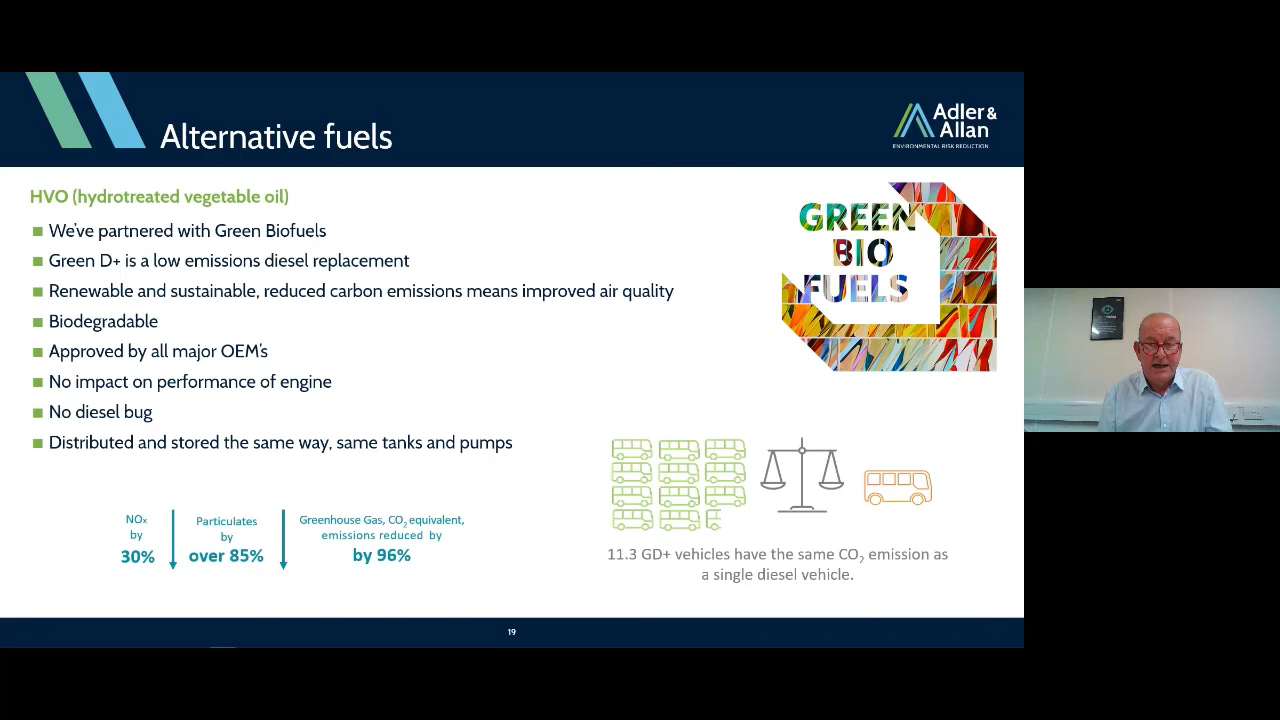 Alternative fuels
Adler &
Allan
ENVIRONMENTAL RISK REDUCTION
HVO (hydrotreated vegetable oil)
We've partnered with Green Biofuels
Green D+ is a low emissions diesel replacement
Renewable and sustainable, reduced carbon emissions means improved air quality
Biodegradable
Approved by all major OEM's
No impact on performance of engine
No diesel bug
Distributed and stored the same way, same tanks and pumps
GREEN
BIO
FUELS
NOx
by
30%
Particulates
by
over 85%
Greenhouse Gas, CO2 equivalent,
emissions reduced by
by 96%
11.3 GD+ vehicles have the same CO2 emission as
a single diesel vehicle.
19